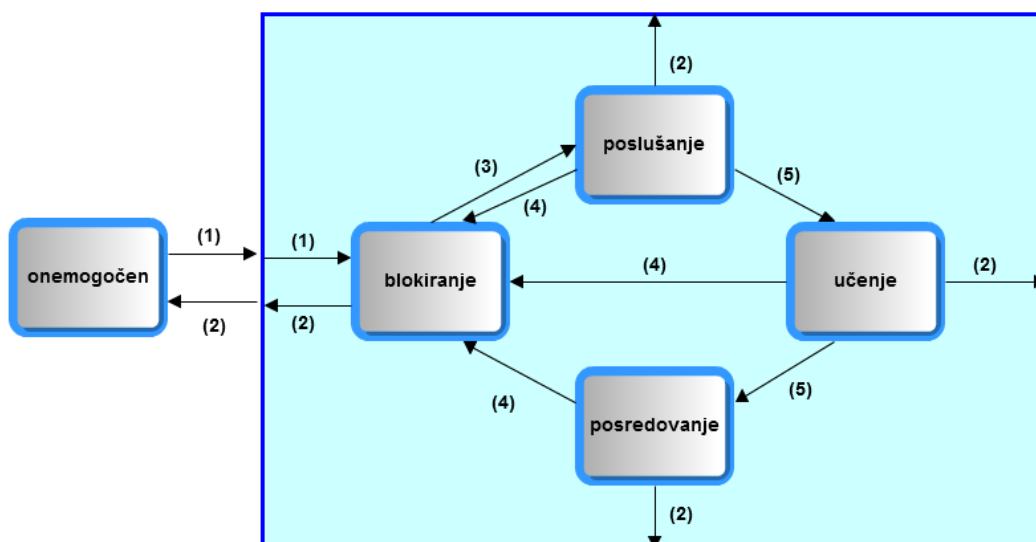 (2)
poslušanje
(3)
(5)
(4)
(1)
(1)
onemogočen
blokiranje
(4)
učenje
(2)
(2)
(2)
(4)
posredovanje
(5)
(2)